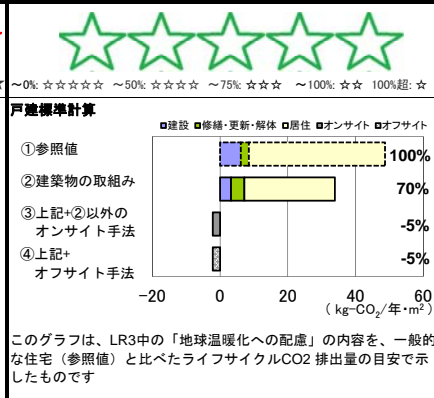 ～0%: ☆☆☆☆☆ ～50%: ☆☆☆☆ ～75%: ☆☆☆ ～100%: ☆☆ 100%超: ☆
戸建標準計算
■建設 ■修繕・更新・解体 □居住 ■オンサイト ■オフサイト
①参照値
100%
②建築物の取組み
70%
③上記+②以外の
オンサイト手法
-5%
④上記+
オフサイト手法
-5%
-20 0 20 40 60
( kg-CO₂/年・m² )
このグラフは、LR3中の「地球温暖化への配慮」の内容を、一般的
な住宅（参照値）と比べたライフサイクルCO2 排出量の目安で示
したものです